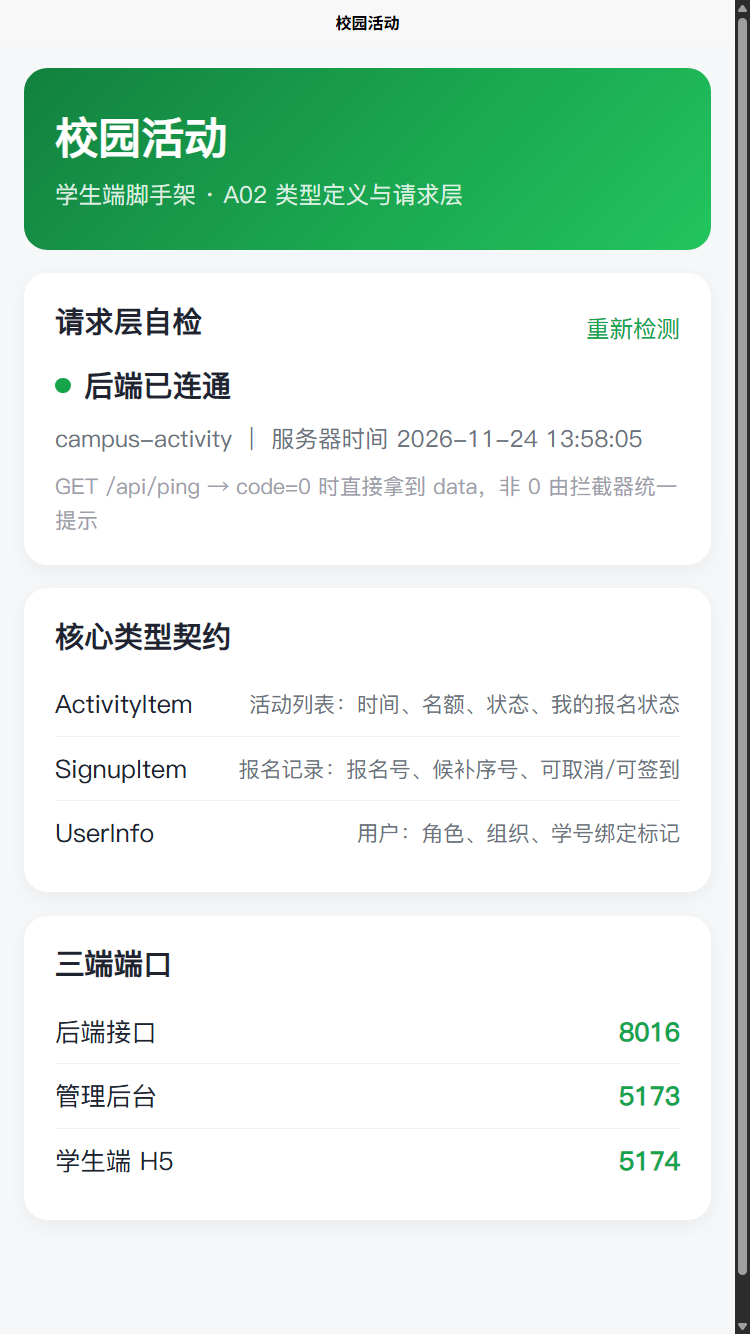 校园活动
校园活动
学生端脚手架 · A02 类型定义与请求层
请求层自检
重新检测
后端已连通
campus-activity ｜ 服务器时间 2026-11-24 13:58:05
GET /api/ping → code=0 时直接拿到 data，非 0 由拦截器统一
提示
核心类型契约
ActivityItem 活动列表：时间、名额、状态、我的报名状态
SignupItem 报名记录：报名号、候补序号、可取消/可签到
UserInfo 用户：角色、组织、学号绑定标记
三端端口
后端接口 8016
管理后台 5173
学生端 H5 5174